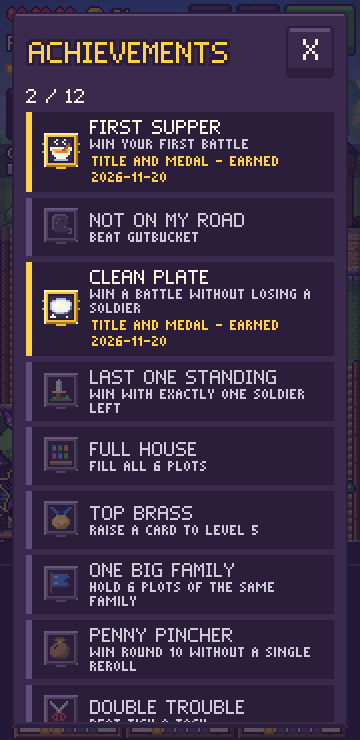 ACHIEVEMENTS
X
2 / 12
FIRST SUPPER
WIN YOUR FIRST BATTLE
TITLE AND MEDAL - EARNED
2026-11-20
NOT ON MY ROAD
BEAT GUTBUCKET
CLEAN PLATE
WIN A BATTLE WITHOUT LOSING A
SOLDIER
TITLE AND MEDAL - EARNED
2026-11-20
LAST ONE STANDING
WIN WITH EXACTLY ONE SOLDIER
LEFT
FULL HOUSE
FILL ALL 6 PLOTS
TOP BRASS
RAISE A CARD TO LEVEL 5
ONE BIG FAMILY
HOLD 6 PLOTS OF THE SAME
FAMILY
PENNY PINCHER
WIN ROUND 10 WITHOUT A SINGLE
REROLL
DOUBLE TROUBLE